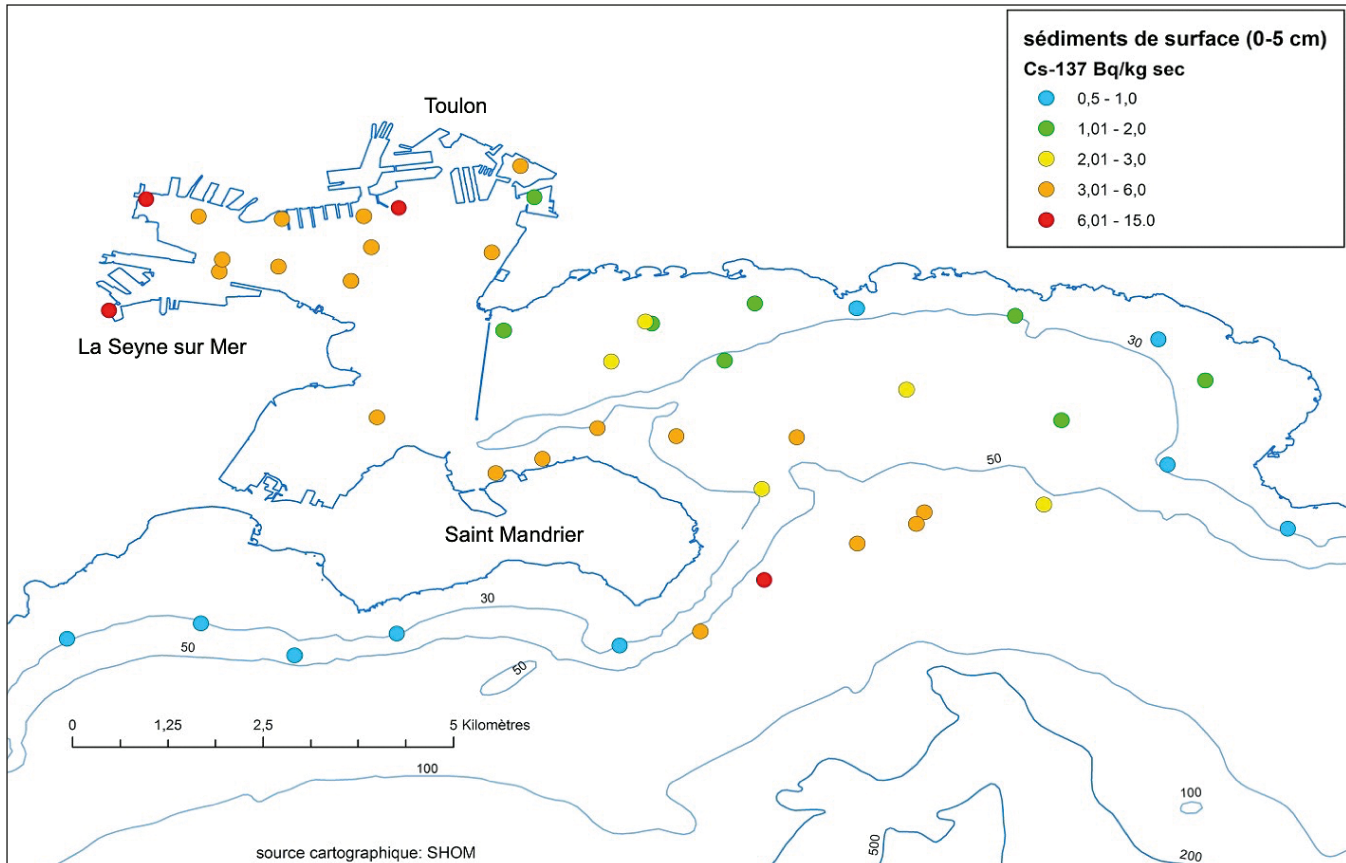 sédiments de surface (0-5 cm)
Cs-137 Bq/kg sec
0,5 - 1,0
1,01 - 2,0
2,01 - 3,0
3,01 - 6,0
6,01 - 15.0
Toulon
La Seyne sur Mer
30
50
Saint Mandrier
30
50
50
0 1,25 2,5 5 Kilomètres
100
100
500
200
source cartographique: SHOM